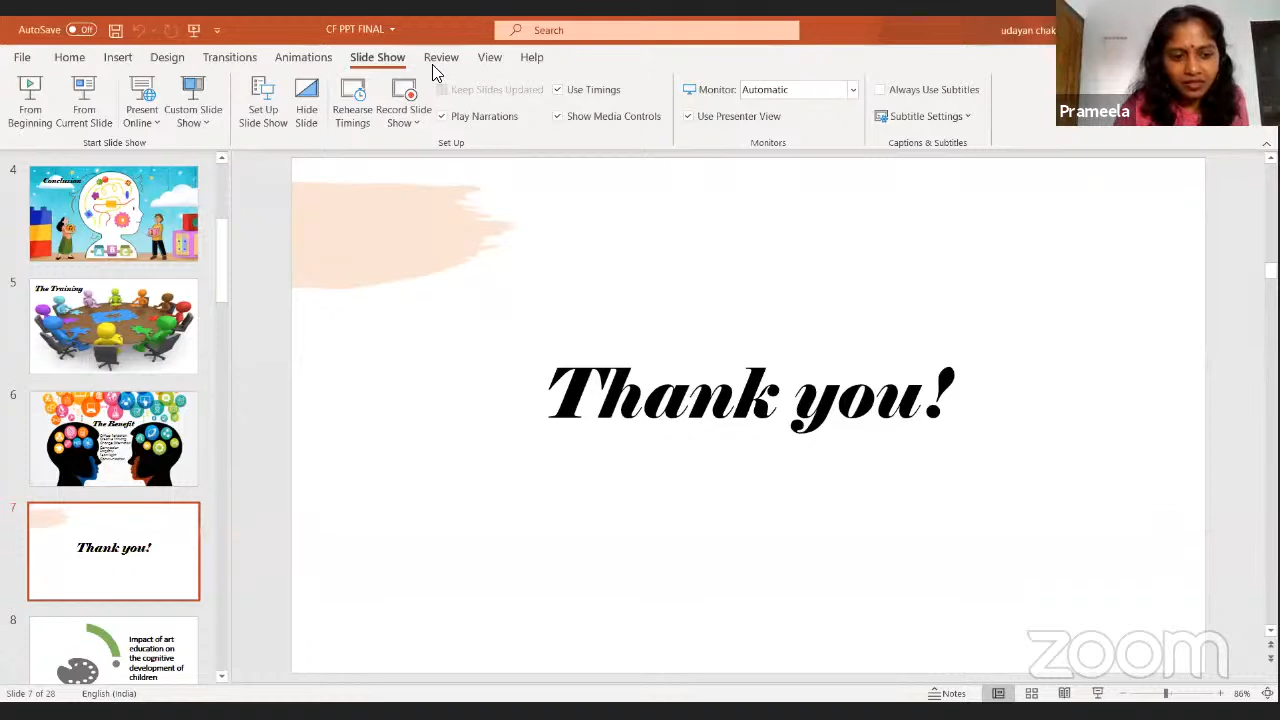 AutoSave Off
CF PPT FINAL
Search
udayan chak
File Home Insert Design Transitions Animations Slide Show Review View Help
From Beginning
From Current Slide
Present Online
Custom Slide Show
Set Up Slide Show
Hide Slide
Rehearse Timings
Record Slide Show
Keep Slides Updated
Play Narrations
Use Timings
Show Media Controls
Monitor: Automatic
Use Presenter View
Always Use Subtitles
Subtitle Settings
Start Slide Show
Set Up
Monitors
Captions & Subtitles
Prameela
4
Conclusion
5
The Training
6
The Benefit
7
Thank you!
8
Impact of art
education on
the cognitive
development of
children
Thank you!
zoom
Slide 7 of 28
English (India)
Notes
86%